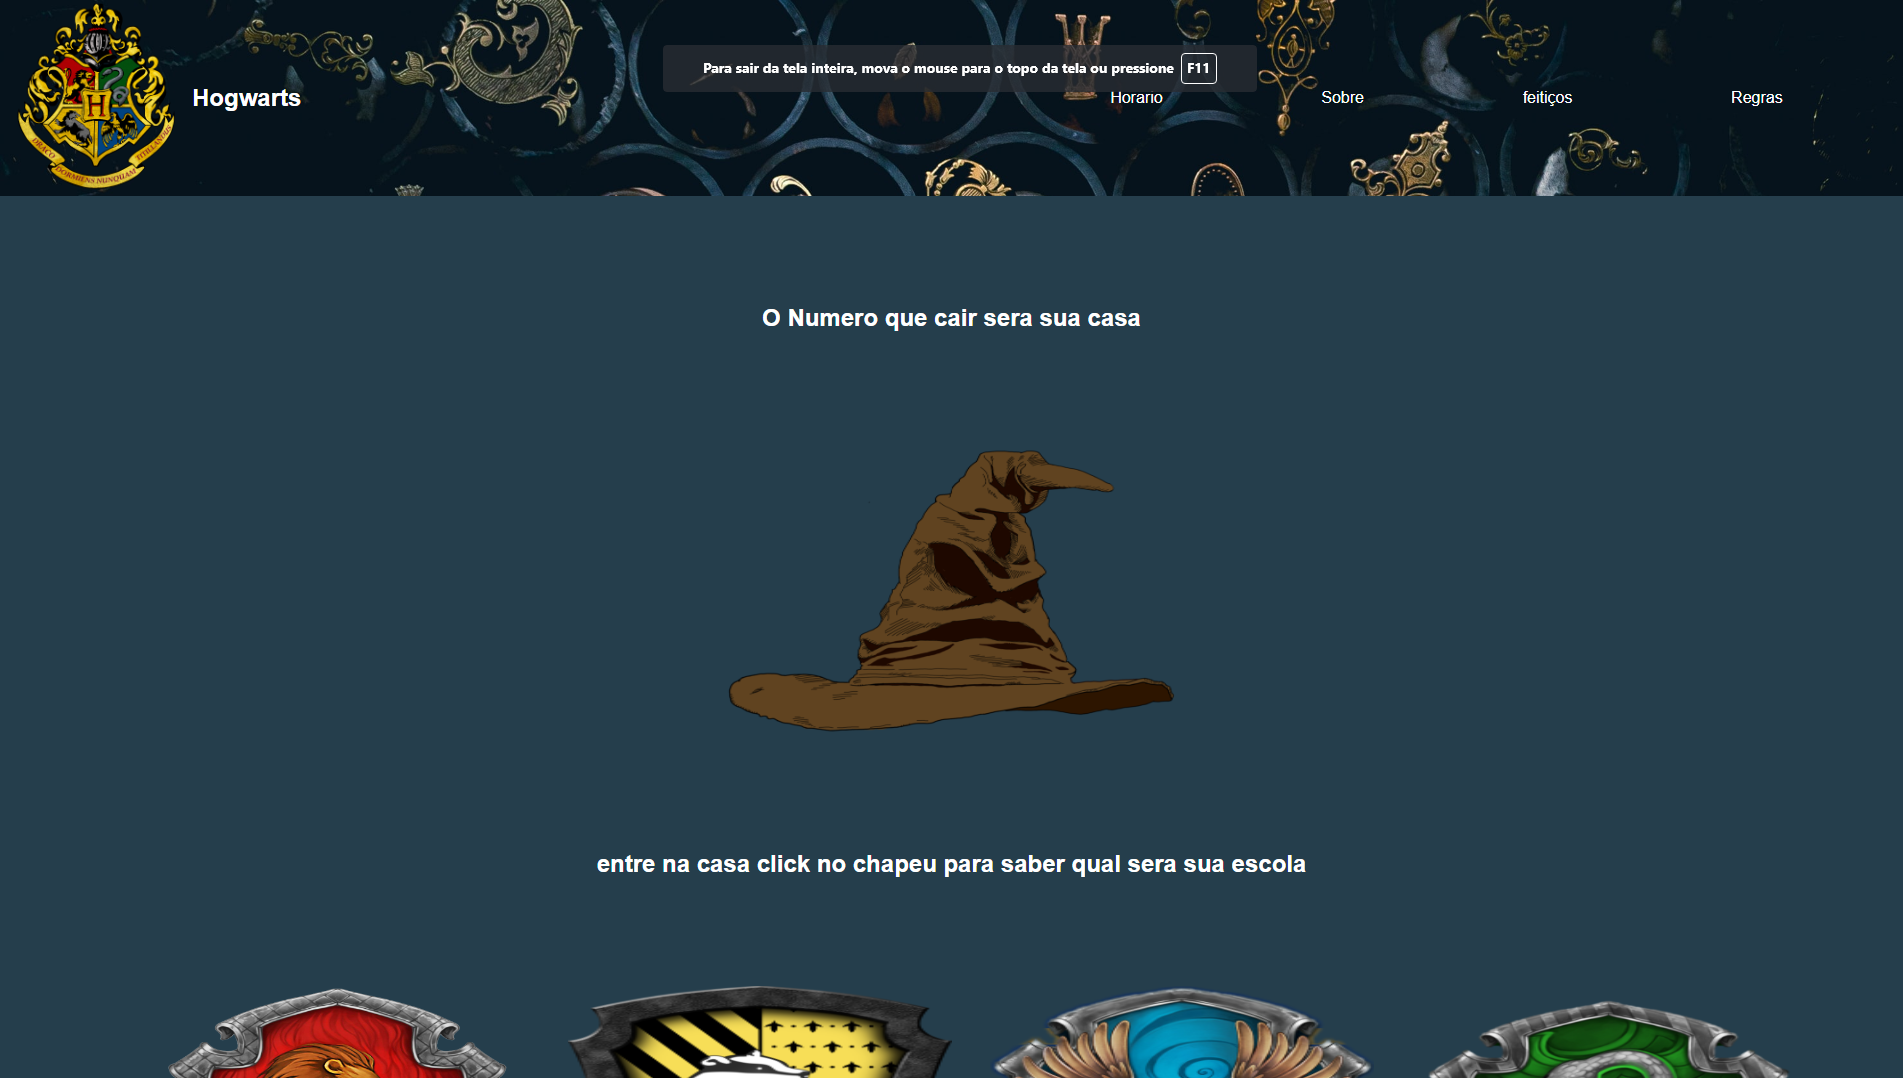 DRACO DORMIENS NUNQUAM TITILLANDUS
Hogwarts
Para sair da tela inteira, mova o mouse para o topo da tela ou pressione F11
Horario
Sobre
feitiços
Regras
O Numero que cair sera sua casa
entre na casa click no chapeu para saber qual sera sua escola